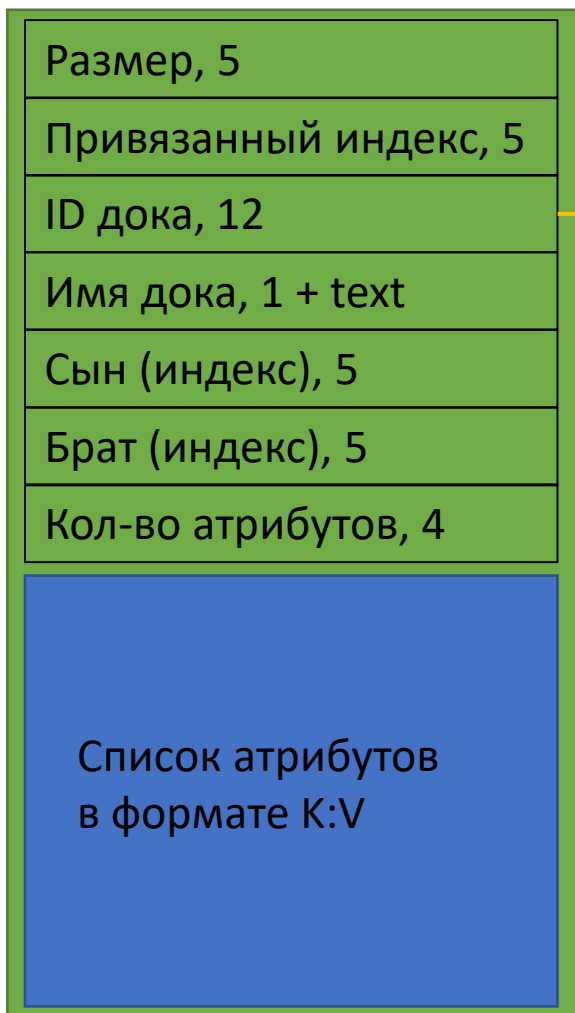 Размер, 5
Привязанный индекс, 5
ID дока, 12
Имя дока, 1 + text
Сын (индекс), 5
Брат (индекс), 5
Кол-во атрибутов, 4
Список атрибутов
в формате K:V